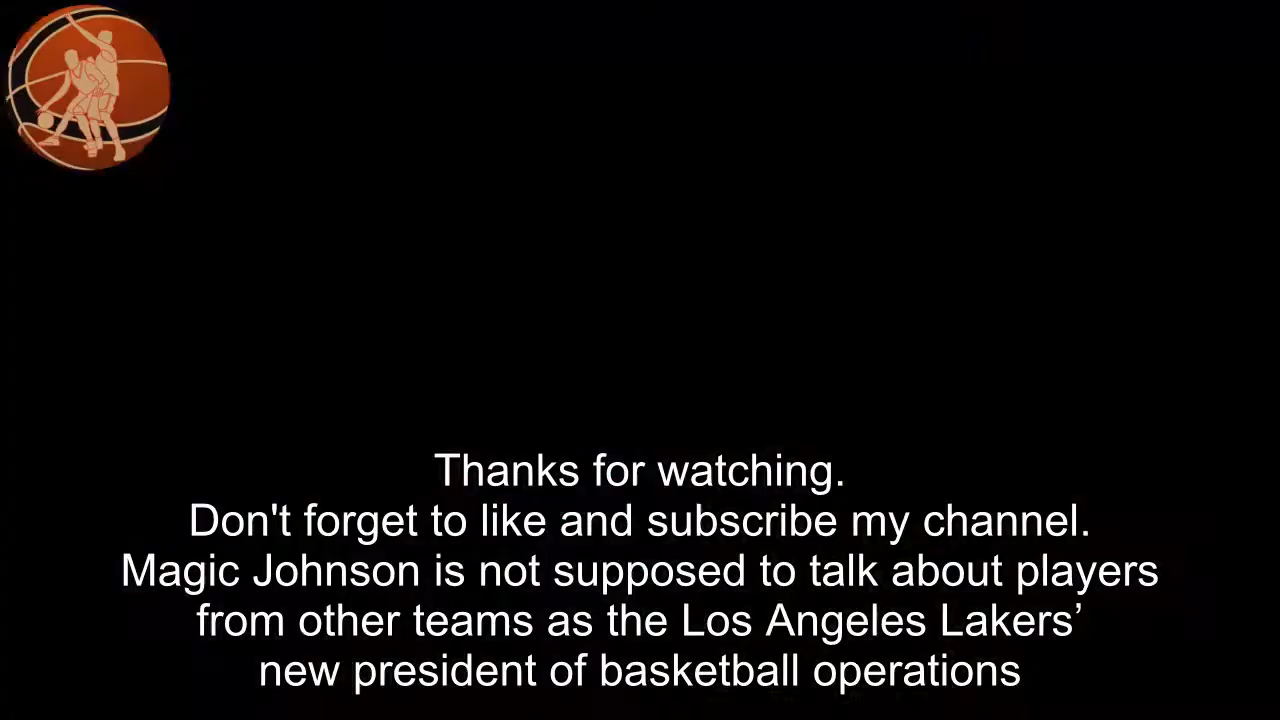 Thanks for watching.
Don't forget to like and subscribe my channel.
Magic Johnson is not supposed to talk about players
from other teams as the Los Angeles Lakers’
new president of basketball operations